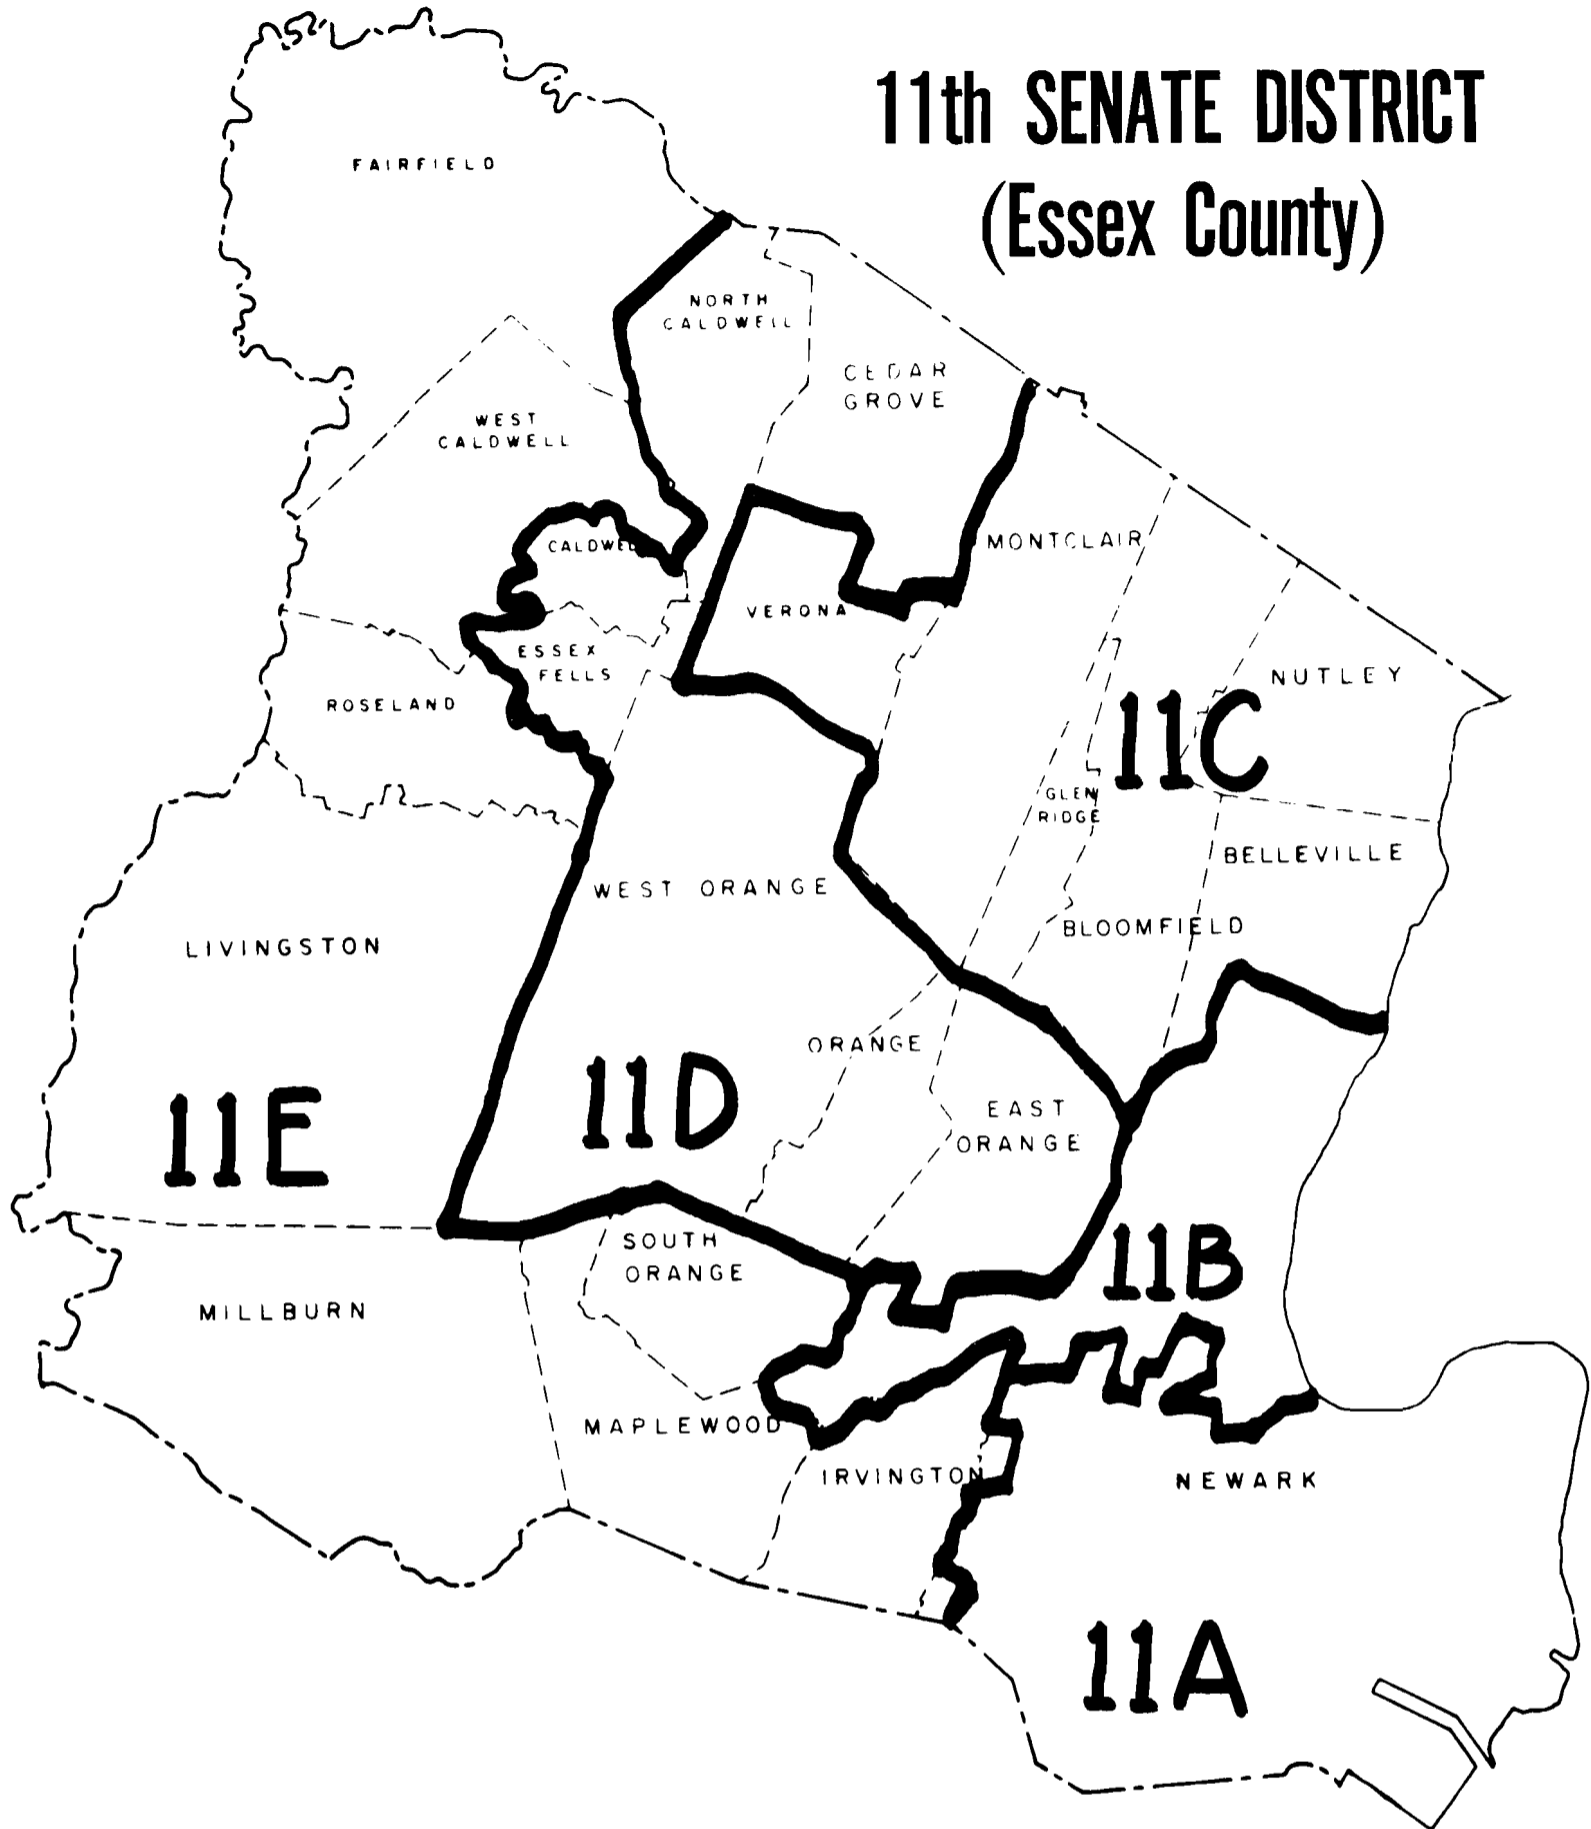 11th SENATE DISTRICT
(Essex County)
FAIRFIELD
NORTH
CALDWELL
CEDAR
GROVE
WEST
CALDWELL
MONTCLAIR
CALDWELL
VERONA
ESSEX
FELLS
NUTLEY
ROSELAND
11C
GLEN
RIDGE
BELLEVILLE
WEST ORANGE
BLOOMFIELD
LIVINGSTON
ORANGE
11D
EAST
ORANGE
11E
SOUTH
ORANGE
11B
MILLBURN
MAPLEWOOD
IRVINGTON
NEWARK
11A